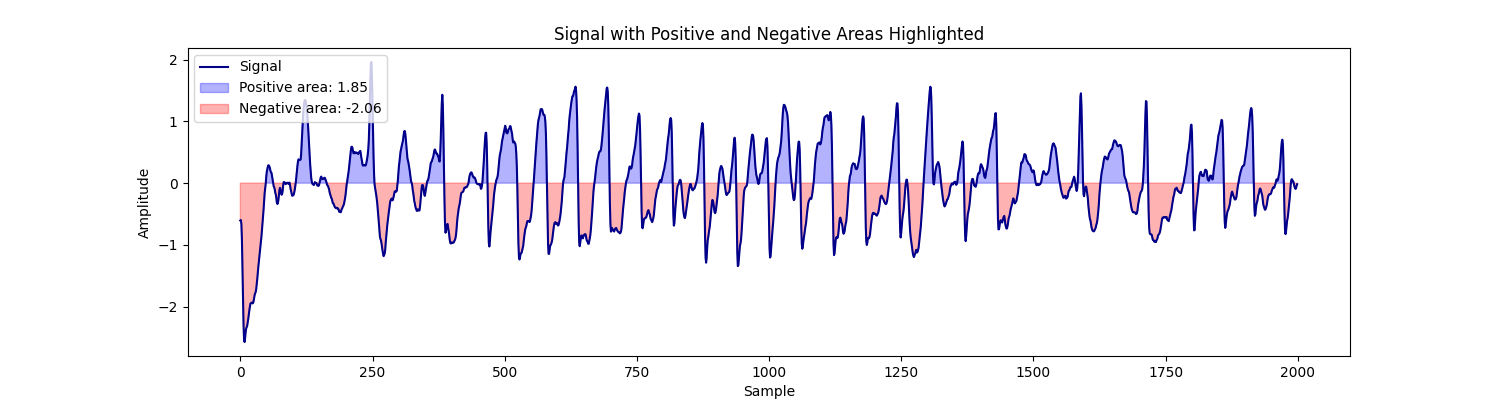 Signal with Positive and Negative Areas Highlighted
Signal
Positive area: 1.85
Negative area: -2.06
2
1
0
−1
−2
Amplitude
0 250 500 750 1000 1250 1500 1750 2000
Sample